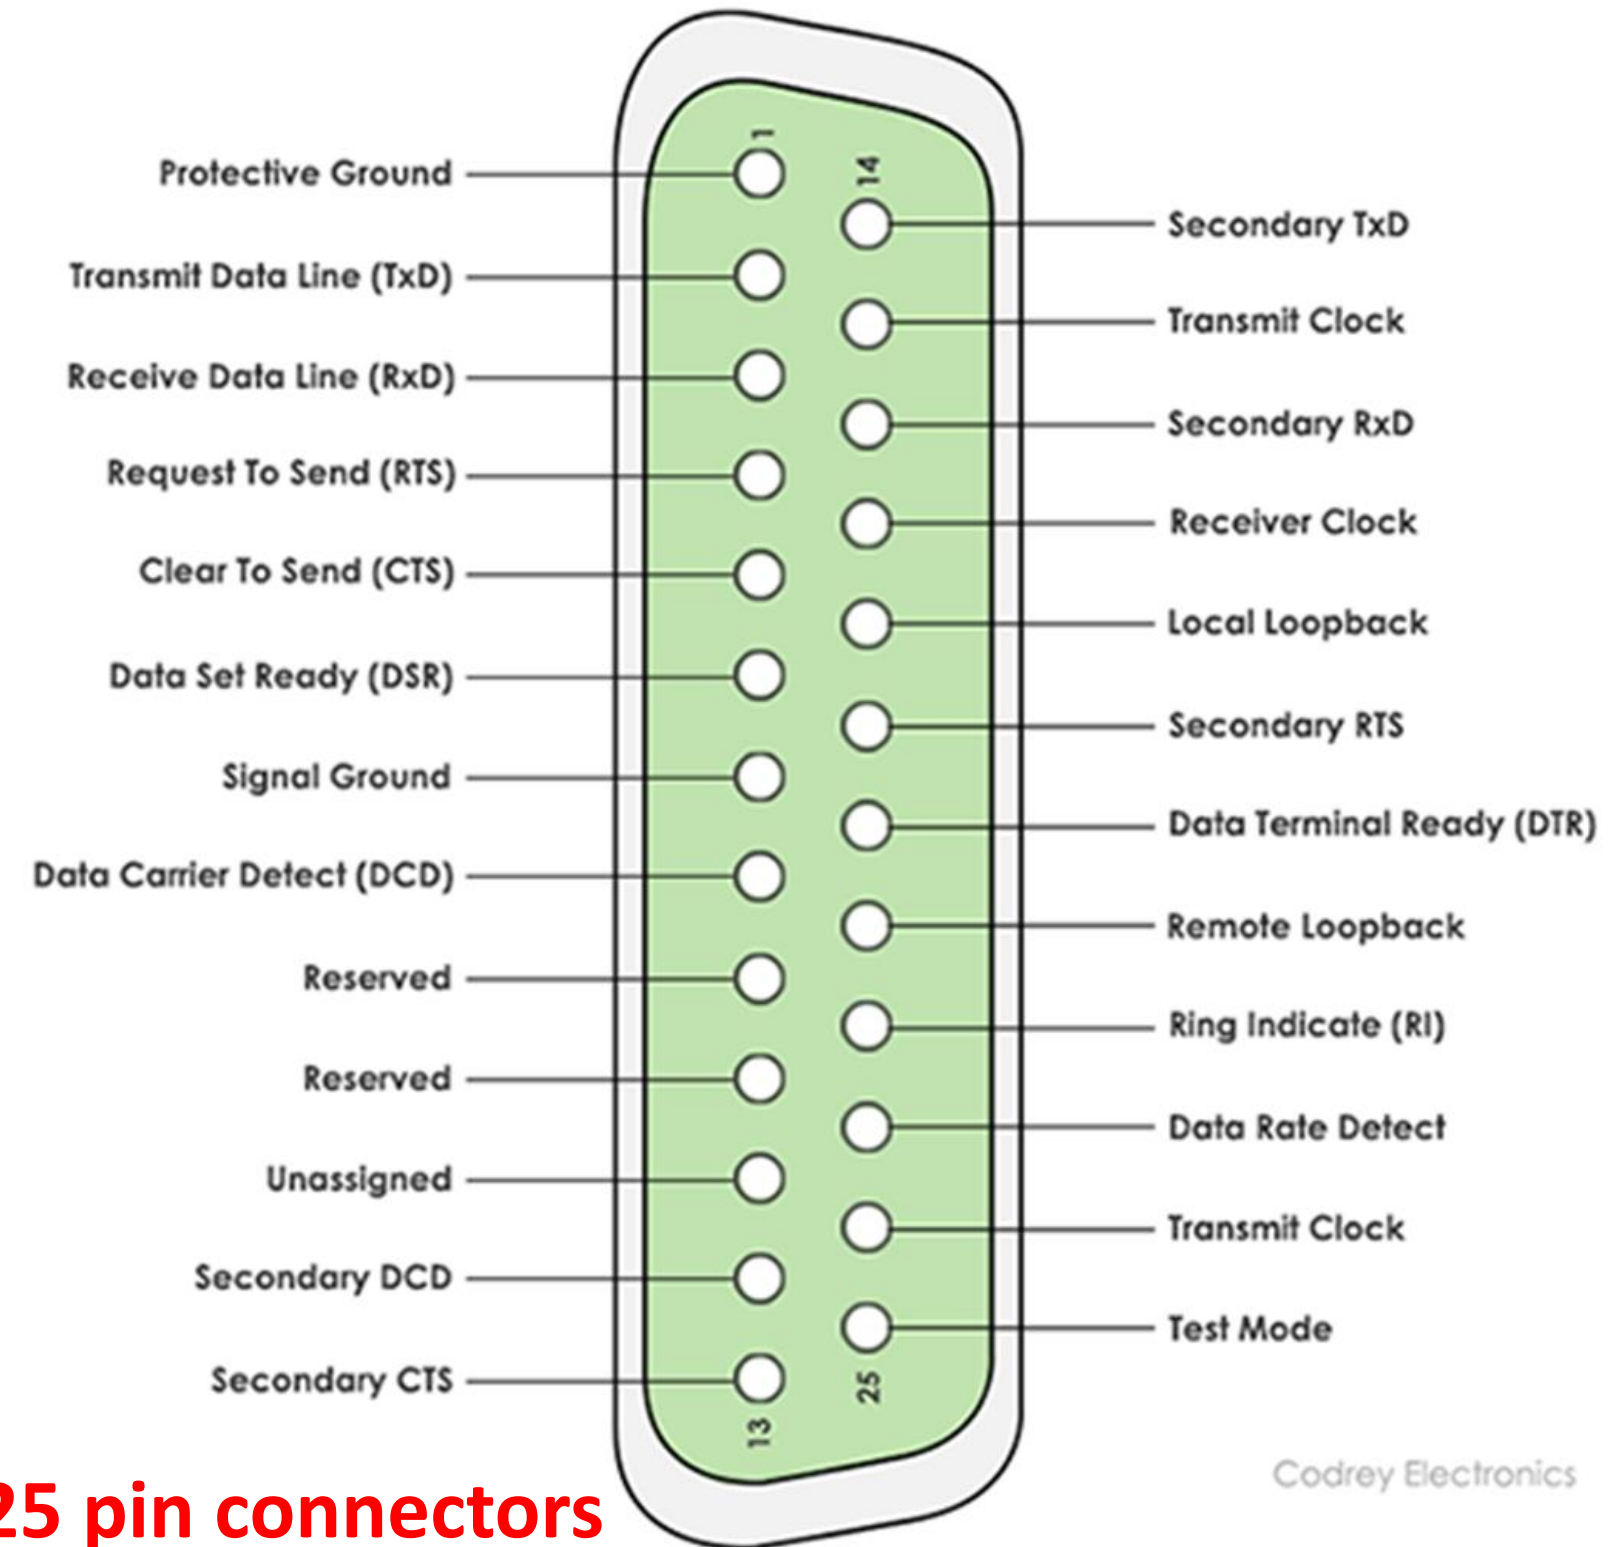 1
Protective Ground
Transmit Data Line (TxD)
Receive Data Line (RxD)
Request To Send (RTS)
Clear To Send (CTS)
Data Set Ready (DSR)
Signal Ground
Data Carrier Detect (DCD)
Reserved
Reserved
Unassigned
Secondary DCD
Secondary CTS
13
14
Secondary TxD
Transmit Clock
Secondary RxD
Receiver Clock
Local Loopback
Secondary RTS
Data Terminal Ready (DTR)
Remote Loopback
Ring Indicate (RI)
Data Rate Detect
Transmit Clock
Test Mode
25
Codrey Electronics
25 pin connectors